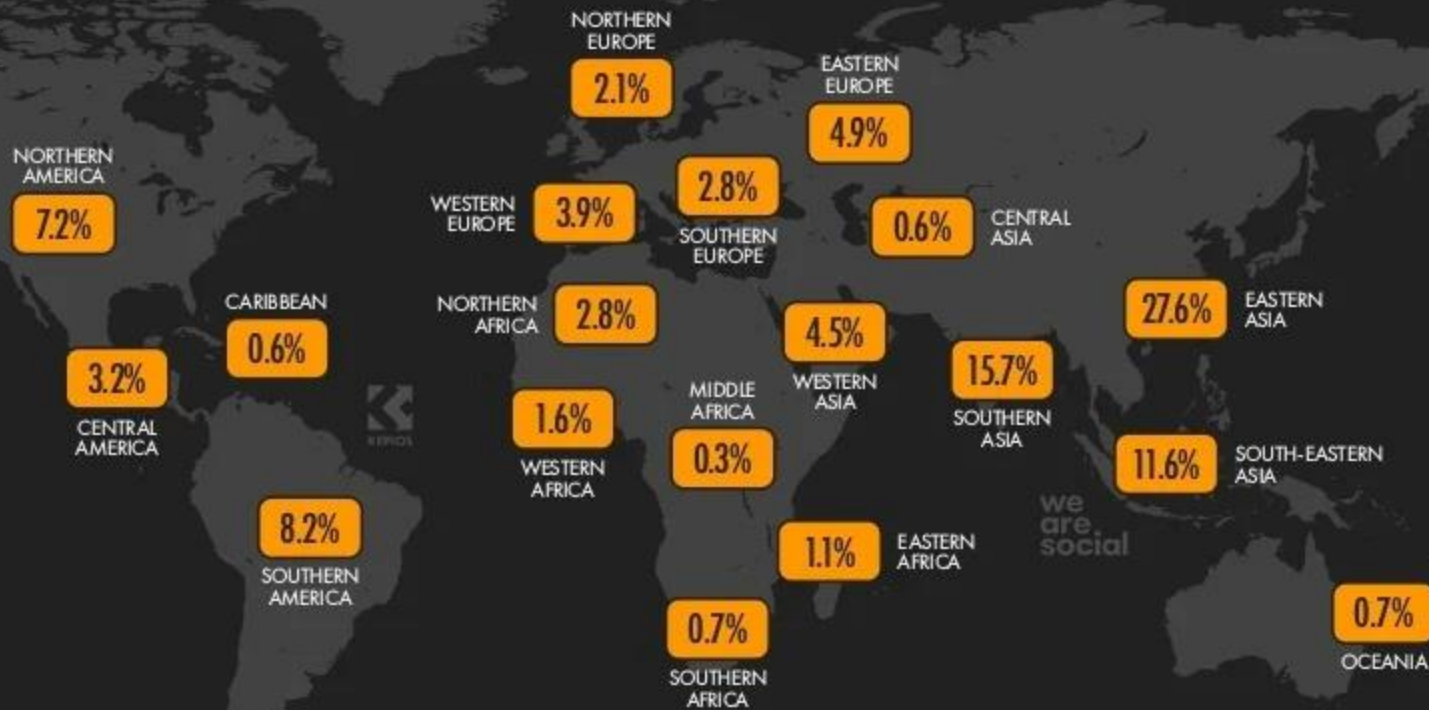 NORTHERN
EUROPE
2.1%
EASTERN
EUROPE
4.9%
NORTHERN
AMERICA
7.2%
WESTERN
EUROPE
3.9%
2.8%
SOUTHERN
EUROPE
0.6%
CENTRAL
ASIA
CARIBBEAN
0.6%
NORTHERN
AFRICA
2.8%
4.5%
WESTERN
ASIA
27.6%
EASTERN
ASIA
3.2%
CENTRAL
AMERICA
15.7%
SOUTHERN
ASIA
KEPIOS
1.6%
WESTERN
AFRICA
MIDDLE
AFRICA
0.3%
11.6%
SOUTH-EASTERN
ASIA
8.2%
SOUTHERN
AMERICA
we
are
social
1.1%
EASTERN
AFRICA
0.7%
SOUTHERN
AFRICA
0.7%
OCEANIA